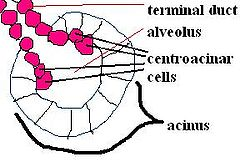 terminal duct
alveolus
centroacinar
cells
acinus